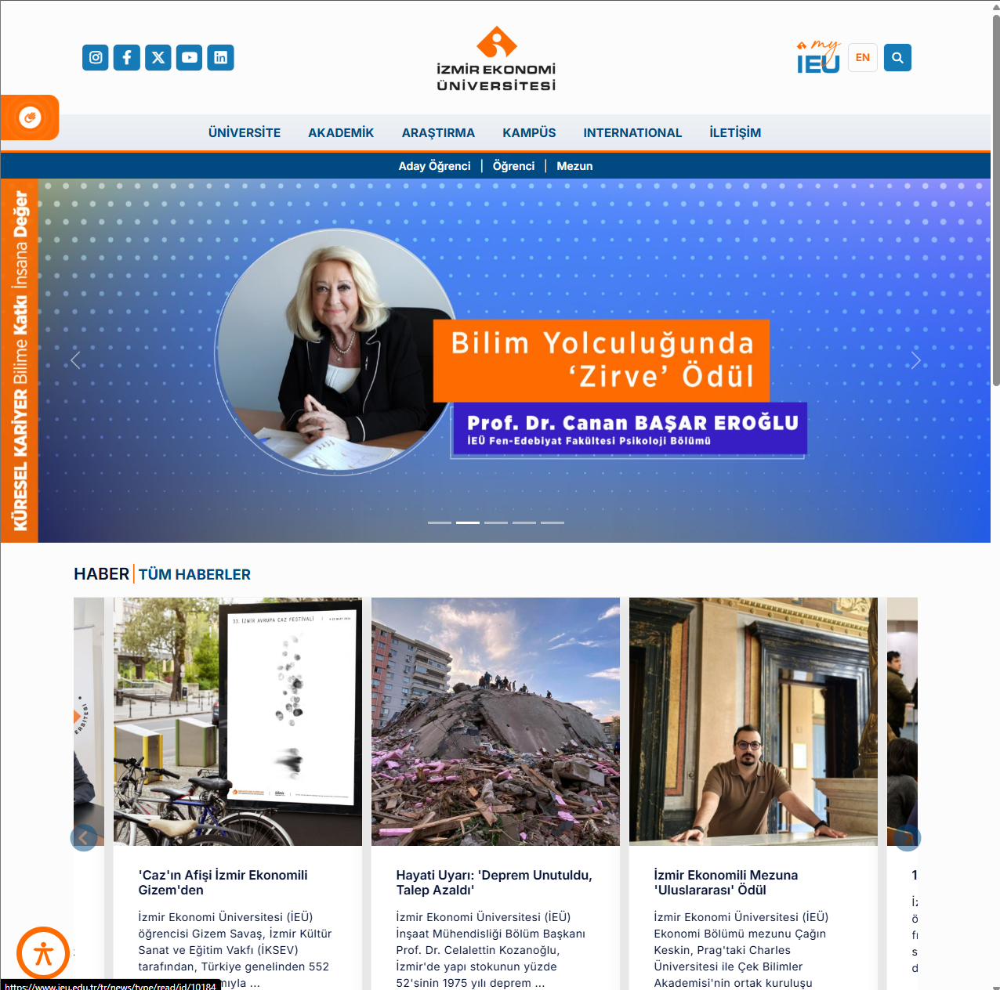 İZMİR EKONOMİ
ÜNİVERSİTESİ
my
IEU
EN
ÜNİVERSİTE AKADEMİK ARAŞTIRMA KAMPÜS INTERNATIONAL İLETİŞİM
Aday Öğrenci | Öğrenci | Mezun
KÜRESEL KARİYER Bilime Katkı İnsana Değer
Bilim Yolculuğunda
‘Zirve’ Ödül
Prof. Dr. Canan BAŞAR EROĞLU
İEÜ Fen-Edebiyat Fakültesi Psikoloji Bölümü
HABER | TÜM HABERLER
33. İZMİR AVRUPA CAZ FESTİVALİ
'Caz'ın Afişi İzmir Ekonomili
Gizem'den
İzmir Ekonomi Üniversitesi (İEÜ)
öğrencisi Gizem Savaş, İzmir Kültür
Sanat ve Eğitim Vakfı (İKSEV)
tarafından, Türkiye genelinden 552
mıyla ...
Hayati Uyarı: 'Deprem Unutuldu,
Talep Azaldı'
İzmir Ekonomi Üniversitesi (İEÜ)
İnşaat Mühendisliği Bölüm Başkanı
Prof. Dr. Celalettin Kozanoğlu,
İzmir'de yapı stokunun yüzde
52'sinin 1975 yılı deprem ...
İzmir Ekonomili Mezuna
'Uluslararası' Ödül
İzmir Ekonomi Üniversitesi (İEÜ)
Ekonomi Bölümü mezunu Çağın
Keskin, Prag'taki Charles
Üniversitesi ile Çek Bilimler
Akademisi'nin ortak kuruluşu
1
https://www.ieu.edu.tr/tr/news/type/read/id/10184